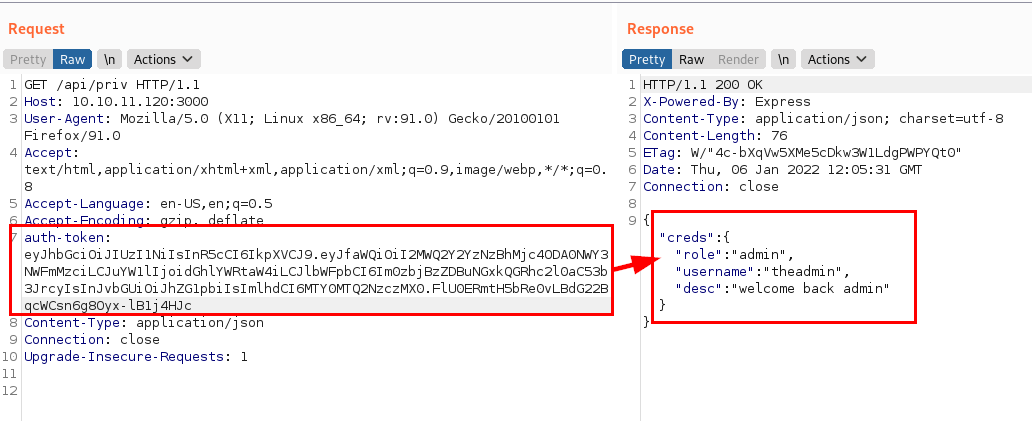 Request
Pretty Raw \n Actions
1 GET /api/priv HTTP/1.1
2 Host: 10.10.11.120:3000
3 User-Agent: Mozilla/5.0 (X11; Linux x86_64; rv:91.0) Gecko/20100101
Firefox/91.0
4 Accept:
text/html,application/xhtml+xml,application/xml;q=0.9,image/webp,*/*;q=0.
8
5 Accept-Language: en-US,en;q=0.5
6 Accept-Encoding: gzip, deflate
7 auth-token:
eyJhbGciOiJIUzI1NiIsInR5cCI6IkpXVCJ9.eyJfaWQiOiI2MWQ2Y2YzNzBhMjc4ODA0NWY3
NWFmMzciLCJuYW1lIjoidGhlYWRtaW4iLCJlbWFpbCI6Im0zbjBzZDBuNGxkQGRhc2l0aC53b
3JrcyIsInJvbGUiOiJhZG1pbiIsImlhdCI6MTY0MTQ2NzczMX0.FlU0ERmtH5bRe0vLBdG22B
qcWCsn6g8Oyx-lB1j4HJc
8 Content-Type: application/json
9 Connection: close
10 Upgrade-Insecure-Requests: 1
11
12
Response
Pretty Raw Render \n Actions
1 HTTP/1.1 200 OK
2 X-Powered-By: Express
3 Content-Type: application/json; charset=utf-8
4 Content-Length: 76
5 ETag: W/"4c-bXqVw5XMe5cDkw3W1LdgPWPYQt0"
6 Date: Thu, 06 Jan 2022 12:05:31 GMT
7 Connection: close
8
9 {
"creds":{
"role":"admin",
"username":"theadmin",
"desc":"welcome back admin"
}
}